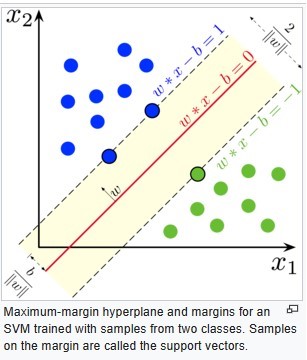 x₂
w * x − b = 1
2
‖w‖
w * x − b = 0
w * x − b = −1
w
b
‖w‖
x₁
Maximum-margin hyperplane and margins for an
SVM trained with samples from two classes. Samples
on the margin are called the support vectors.